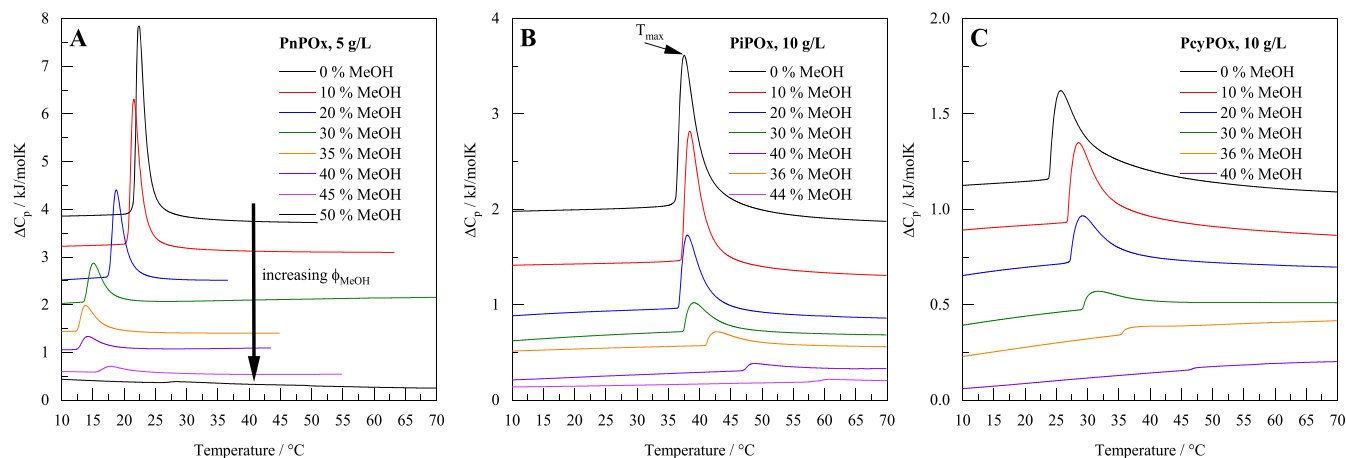 A
PnPOx, 5 g/L
0 % MeOH
10 % MeOH
20 % MeOH
30 % MeOH
35 % MeOH
40 % MeOH
45 % MeOH
50 % MeOH
increasing ϕMeOH
8
7
6
5
4
3
2
1
0
ΔCp / kJ/molK
10 15 20 25 30 35 40 45 50 55 60 65 70
Temperature / °C
B
Tmax
PiPOx, 10 g/L
0 % MeOH
10 % MeOH
20 % MeOH
30 % MeOH
40 % MeOH
36 % MeOH
44 % MeOH
4
3
2
1
0
ΔCp / kJ/molK
10 15 20 25 30 35 40 45 50 55 60 65 70
Temperature / °C
C
PcyPOx, 10 g/L
0 % MeOH
10 % MeOH
20 % MeOH
30 % MeOH
36 % MeOH
40 % MeOH
2.0
1.5
1.0
0.5
0.0
ΔCp / kJ/molK
10 15 20 25 30 35 40 45 50 55 60 65 70
Temperature / °C